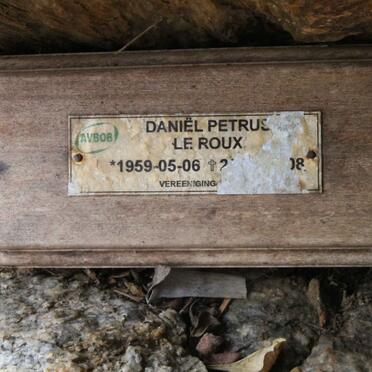 AVBOB
DANIËL PETRUS
LE ROUX
*1959-05-06 †
VEREENIGING